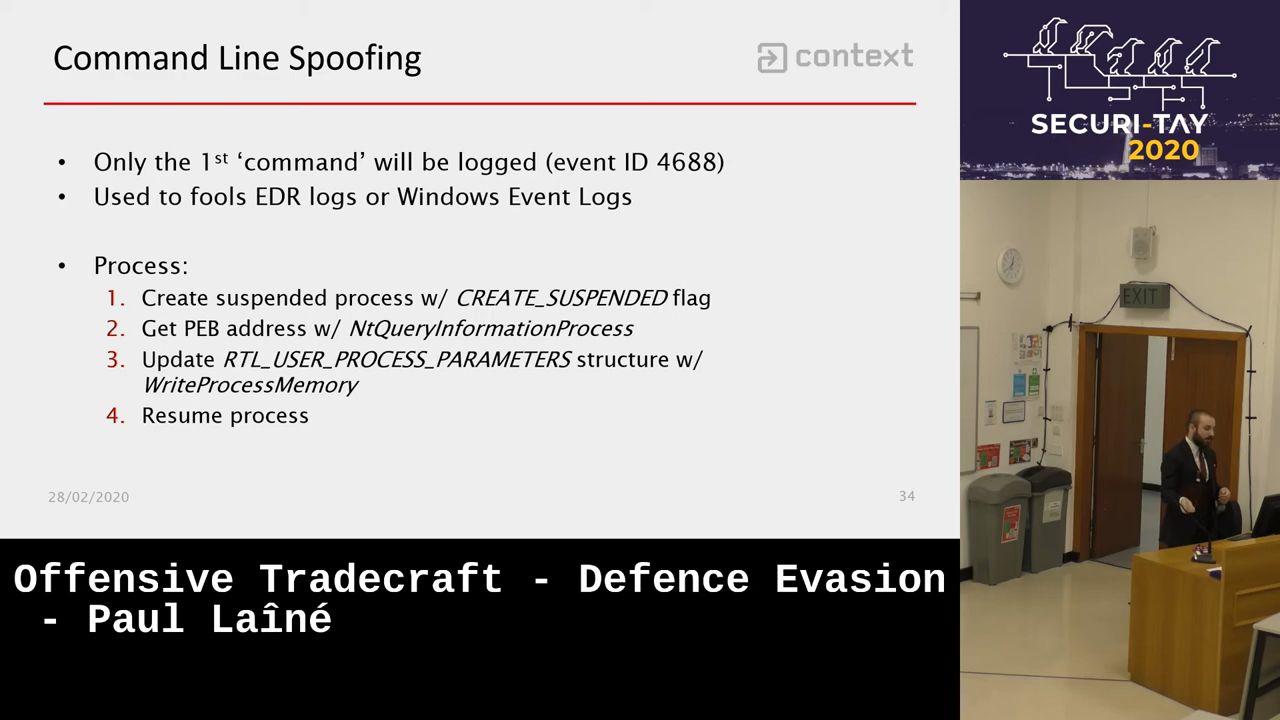 Command Line Spoofing
context
• Only the 1st ‘command’ will be logged (event ID 4688)
• Used to fools EDR logs or Windows Event Logs
• Process:
1. Create suspended process w/ CREATE_SUSPENDED flag
2. Get PEB address w/ NtQueryInformationProcess
3. Update RTL_USER_PROCESS_PARAMETERS structure w/
WriteProcessMemory
4. Resume process
28/02/2020
34
SECURI-TAY
2020
EXIT
Offensive Tradecraft - Defence Evasion
- Paul Laîné